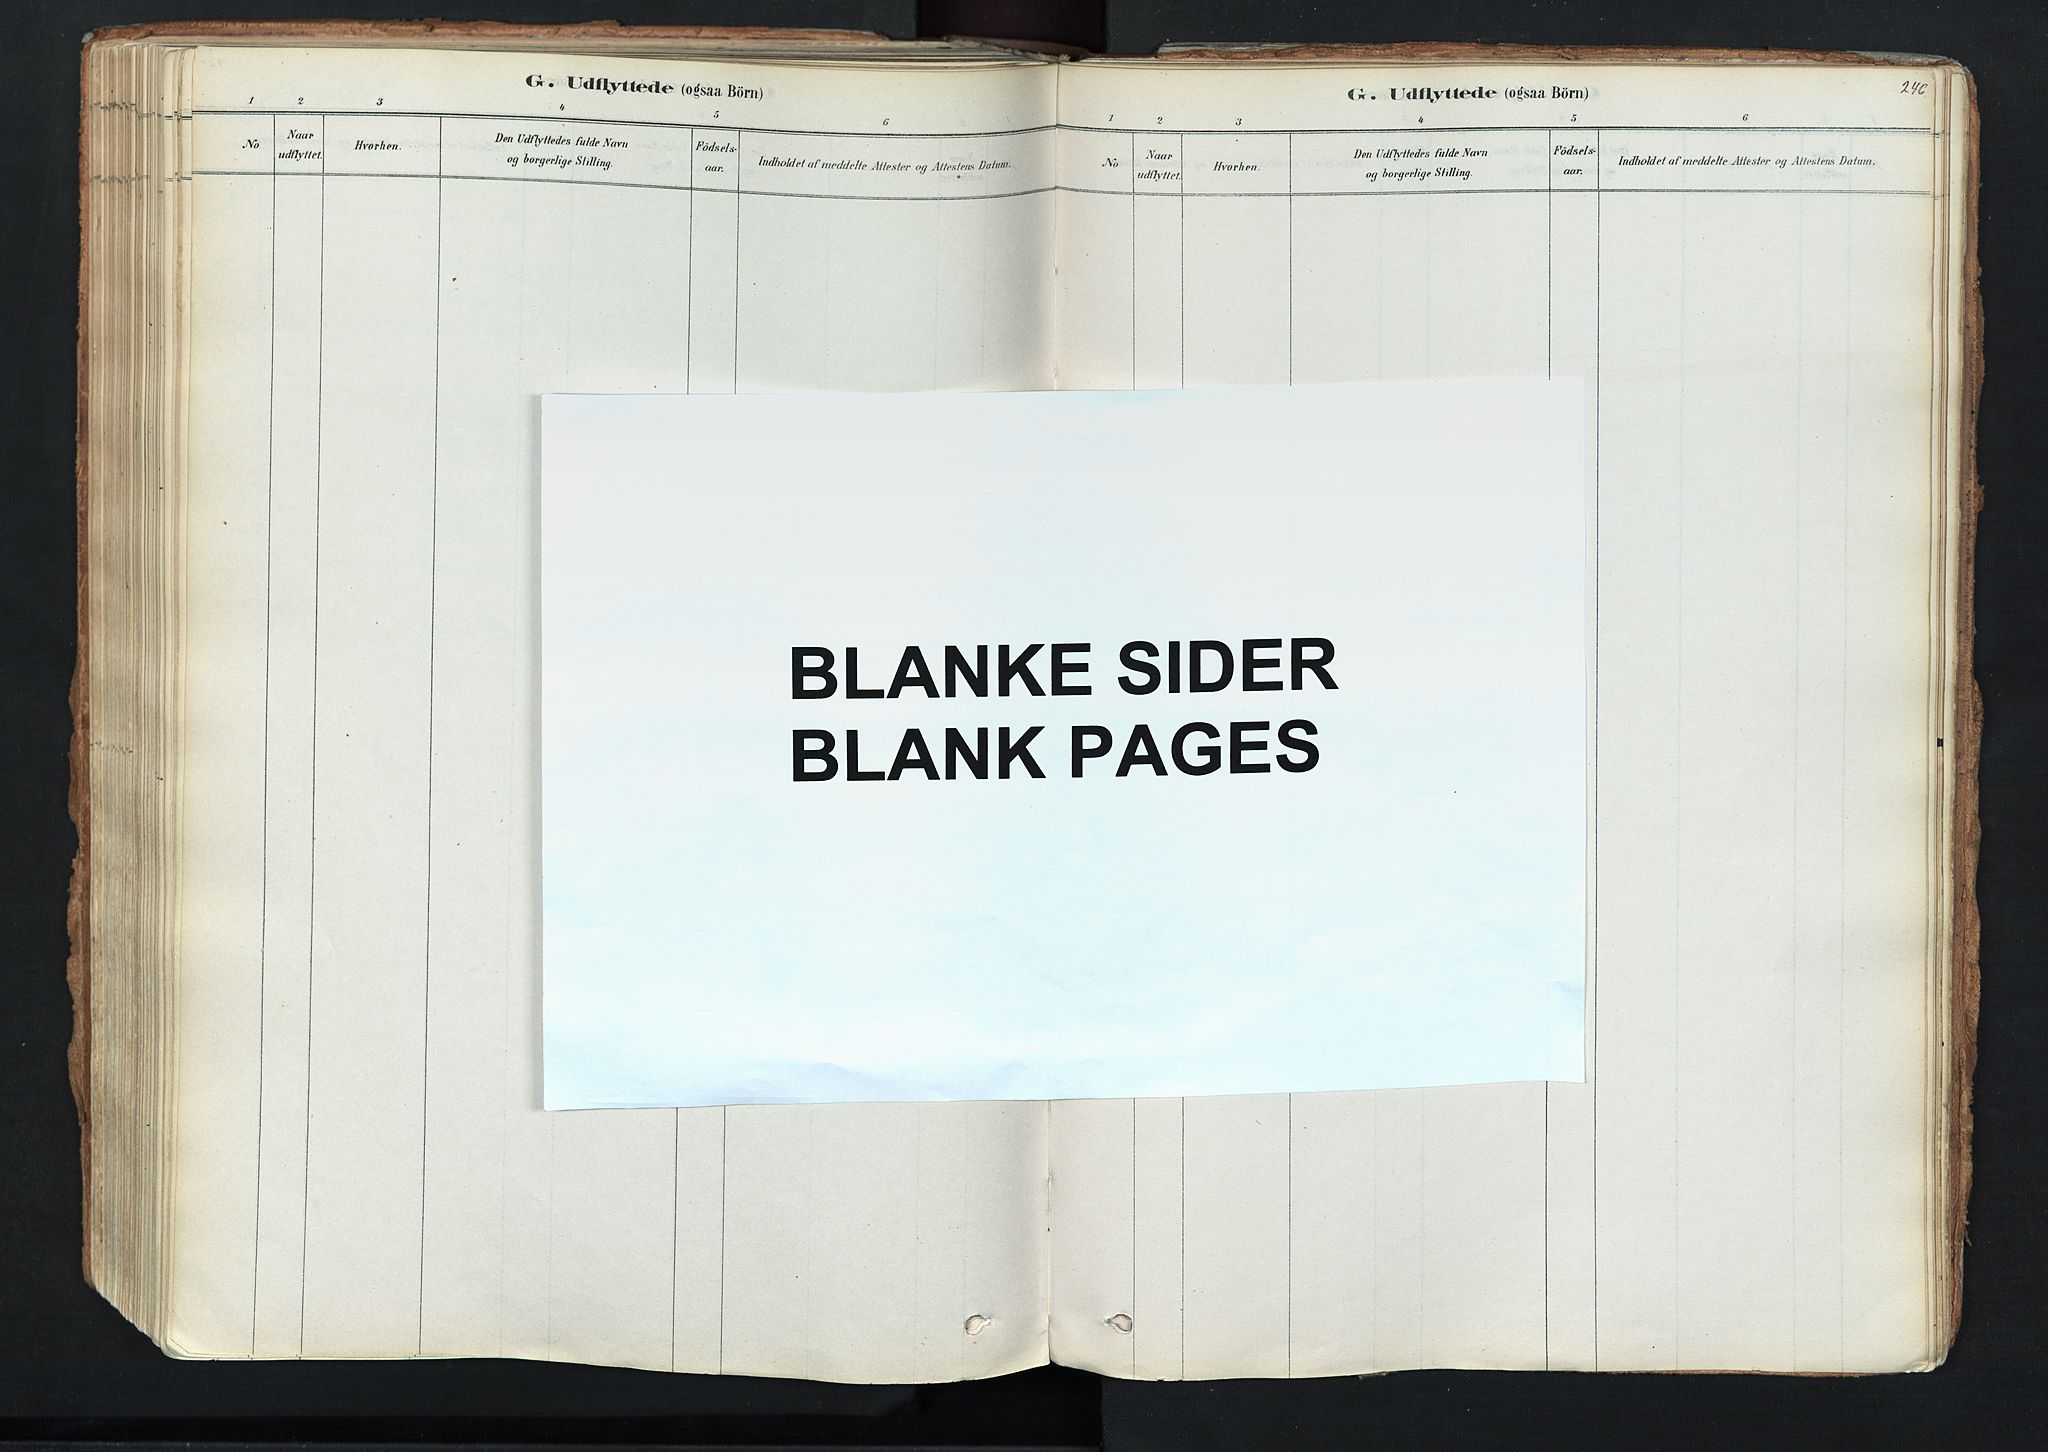 G. Udflyttede (ogsaa Börn)
1 2 3 4 5 6
No
Naar
udflyttet.
Hvorhen.
Den Udflyttedes fulde Navn
og borgerlige Stilling.
Födsels-
aar.
Indholdet af meddelte Attester og Attestens Datum.
G. Udflyttede (ogsaa Börn)
1 2 3 4 5 6
No
Naar
udflyttet.
Hvorhen.
Den Udflyttedes fulde Navn
og borgerlige Stilling.
Födsels-
aar.
Indholdet af meddelte Attester og Attestens Datum.
BLANKE SIDER
BLANK PAGES